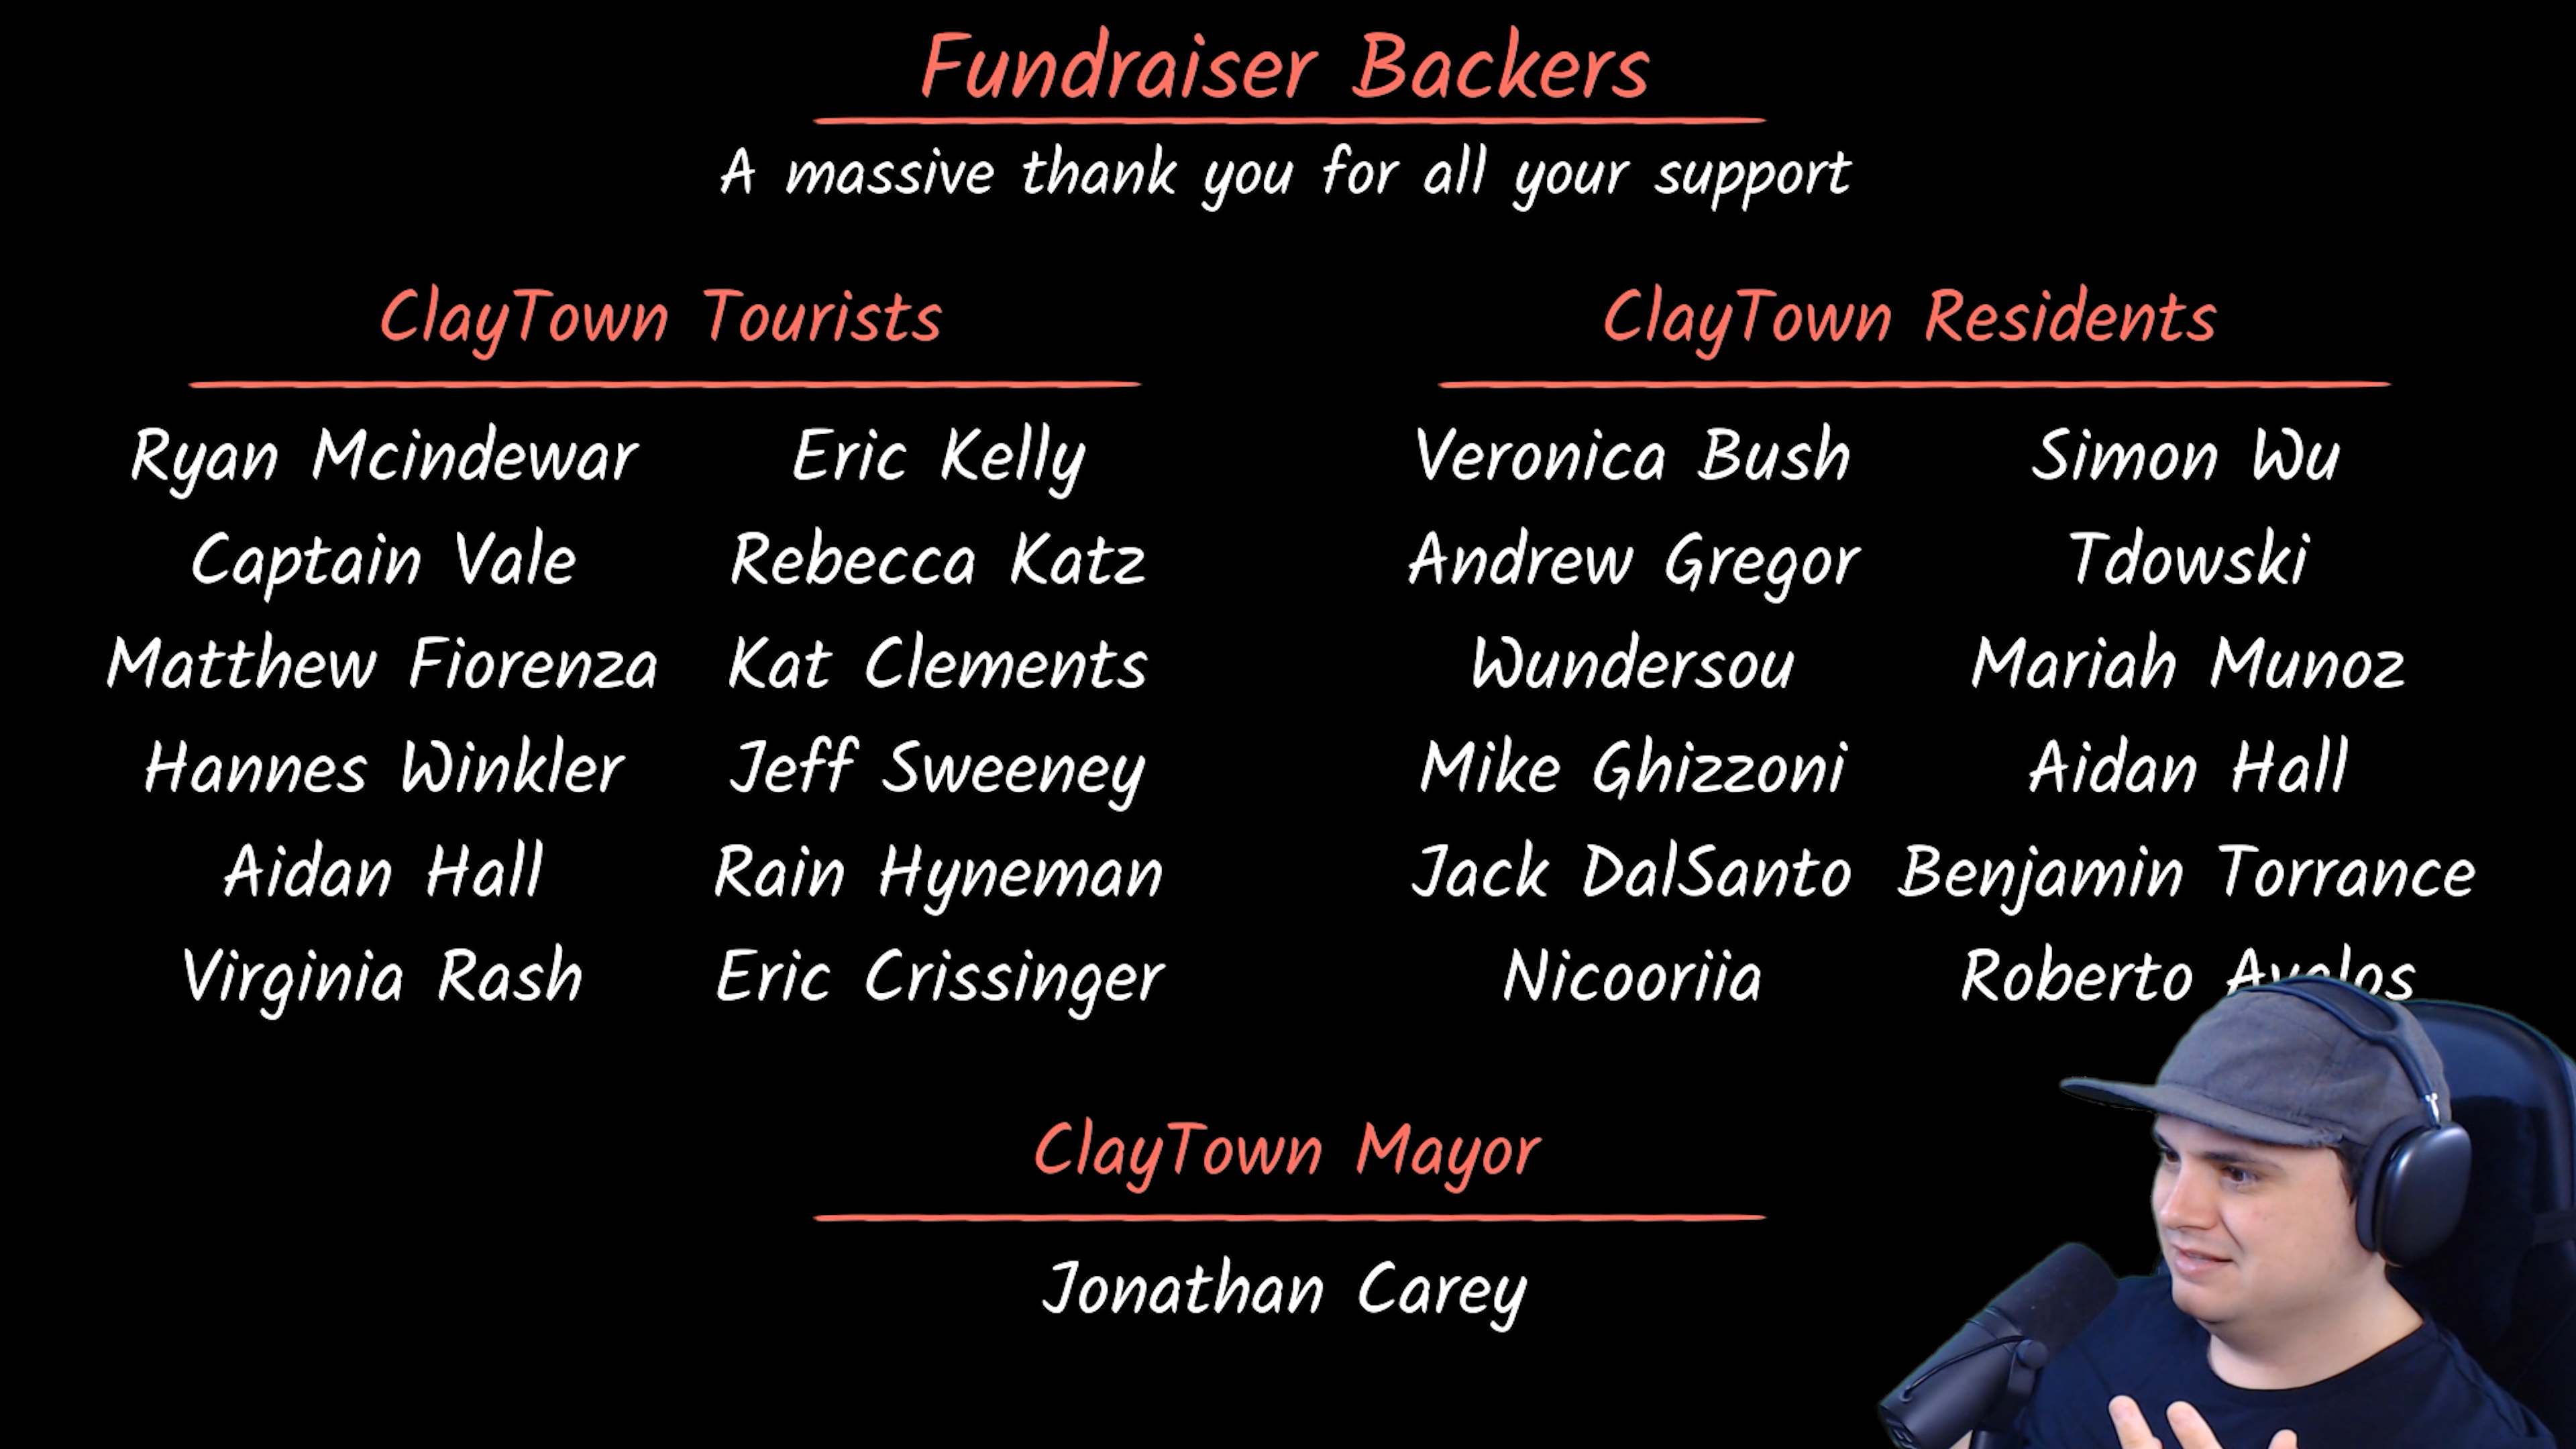 Fundraiser Backers
A massive thank you for all your support
ClayTown Tourists
Ryan Mcindewar
Eric Kelly
Captain Vale
Rebecca Katz
Matthew Fiorenza
Kat Clements
Hannes Winkler
Jeff Sweeney
Aidan Hall
Rain Hyneman
Virginia Rash
Eric Crissinger
ClayTown Residents
Veronica Bush
Simon Wu
Andrew Gregor
Tdowski
Wundersou
Mariah Munoz
Mike Ghizzoni
Aidan Hall
Jack DalSanto
Benjamin Torrance
Nicooriia
Roberto
ClayTown Mayor
Jonathan Carey